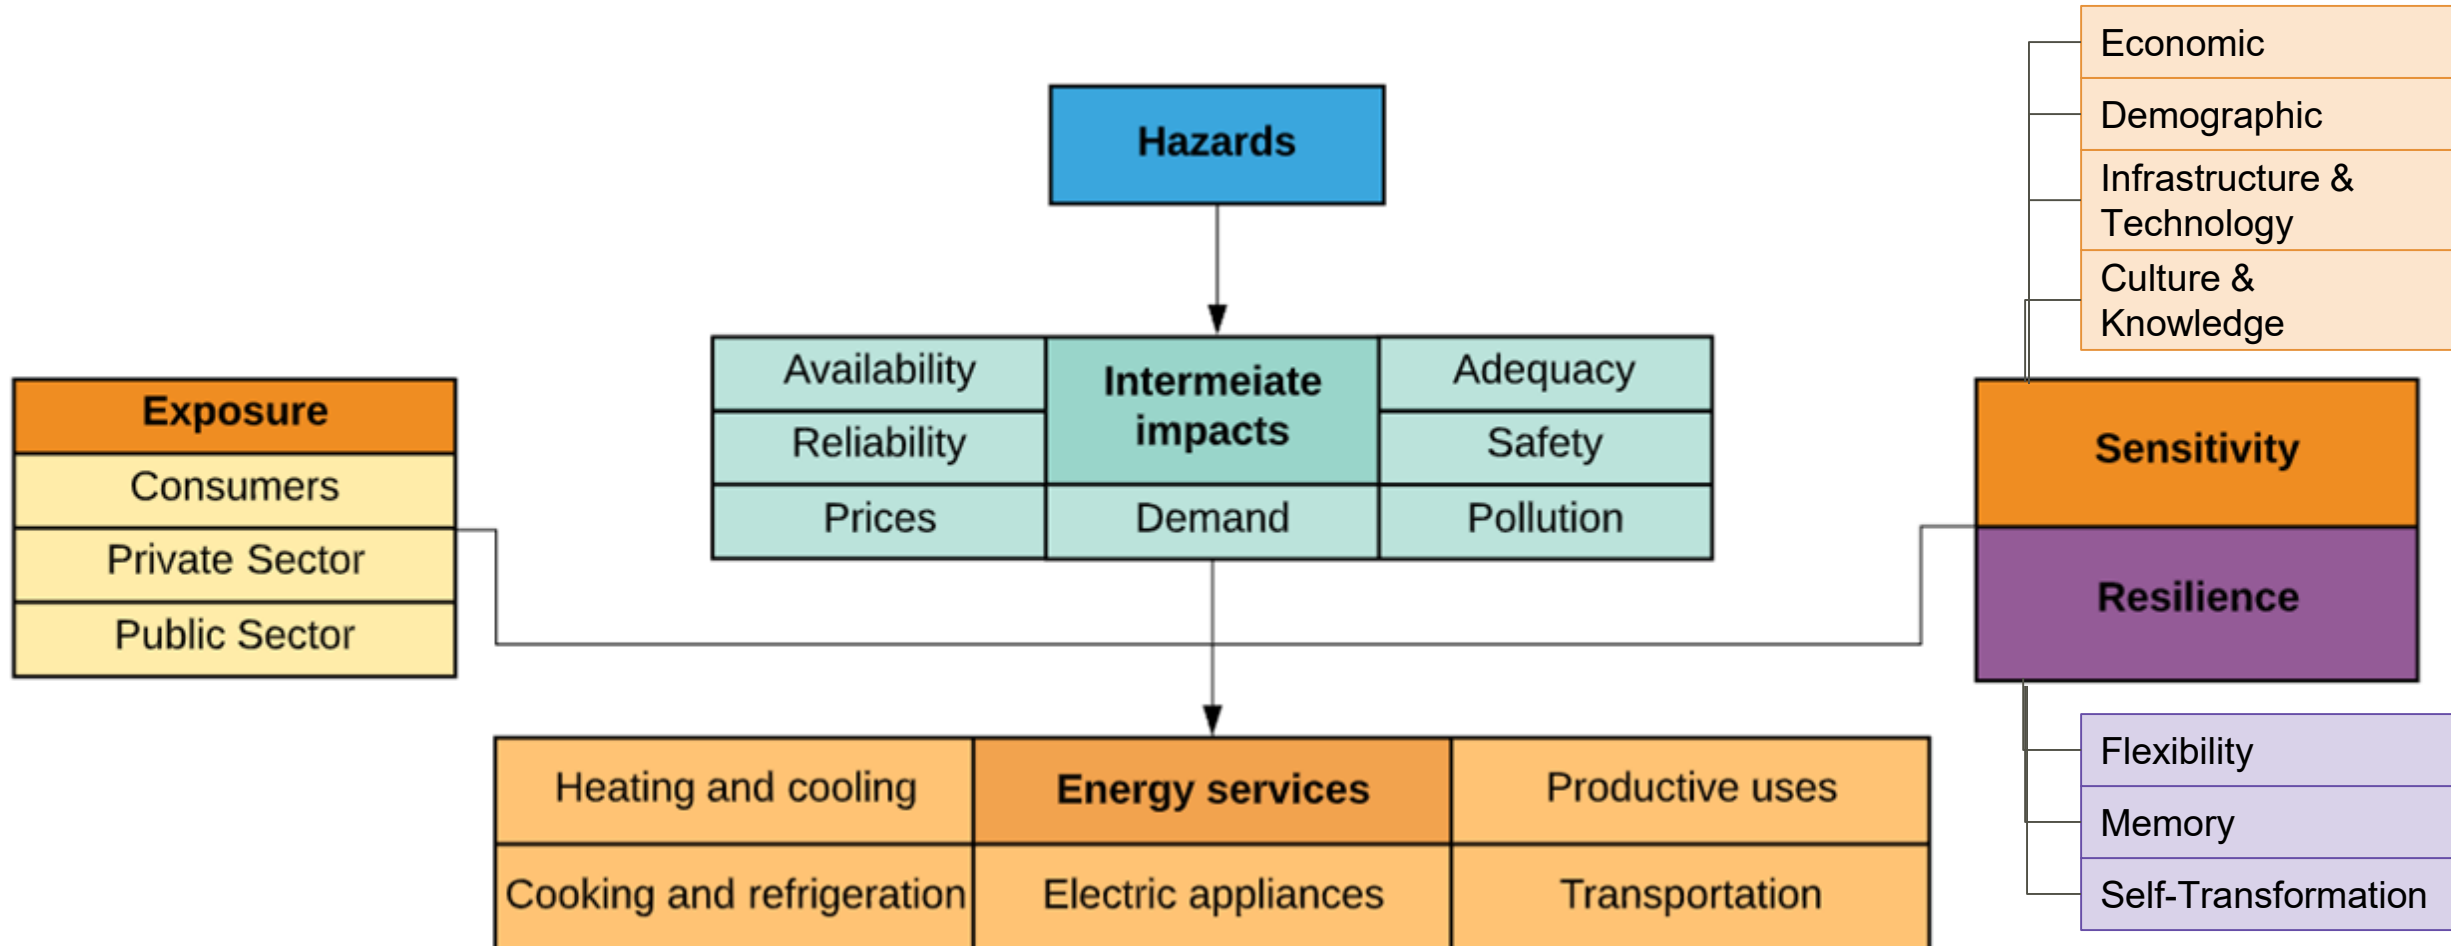 Economic
Demographic
Infrastructure &
Technology
Culture &
Knowledge
Hazards
Availability
Intermeiate
impacts
Adequacy
Reliability
Safety
Prices
Demand
Pollution
Exposure
Consumers
Private Sector
Public Sector
Sensitivity
Resilience
Flexibility
Memory
Self-Transformation
Heating and cooling
Energy services
Productive uses
Cooking and refrigeration
Electric appliances
Transportation